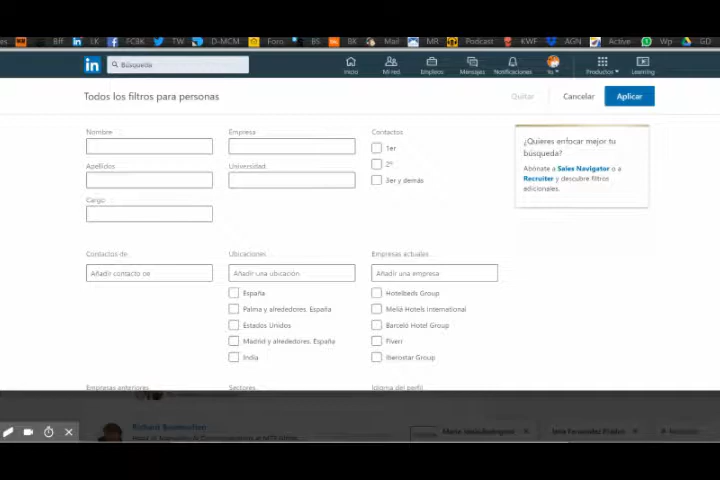 Biff LK FCBK TW D-MCM Foro BS BK Mail MR Podcast KWF AGN Active Wp GD
in Búsqueda Inicio Mi red Empleos Mensajes Notificaciones Yo Productos Learning
Todos los filtros para personas Quitar Cancelar Aplicar
Nombre Empresa Contactos
1er
Apellidos Universidad 2º
3er y demás
Cargo
¿Quieres enfocar mejor tu
búsqueda?
Abónate a Sales Navigator o a
Recruiter y descubre filtros
adicionales.
Contactos de Ubicaciones Empresas actuales
Añadir contacto de Añadir una ubicación Añadir una empresa
España Hotelbeds Group
Palma y alrededores, España Meliá Hotels International
Estados Unidos Barceló Hotel Group
Madrid y alrededores, España Fiverr
India Iberostar Group
Empresas anteriores Sectores Idioma del perfil